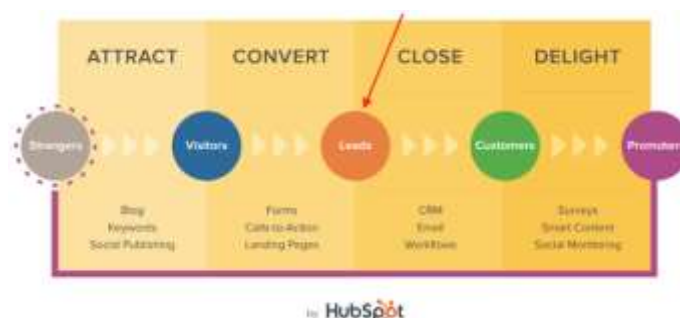 ATTRACT
CONVERT
CLOSE
DELIGHT
Strangers
Visitors
Leads
Customers
Promoters
Blog
Keywords
Social Publishing
Forms
Calls-to-Action
Landing Pages
CRM
Email
Workflows
Surveys
Smart Content
Social Monitoring
by HubSpot